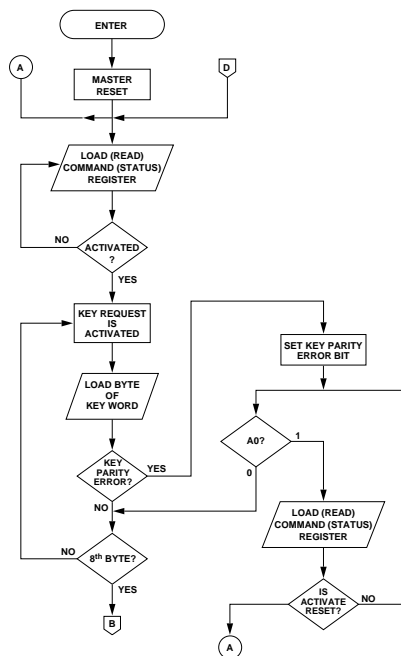 ENTER
A
D
MASTER
RESET
LOAD (READ)
COMMAND (STATUS)
REGISTER
NO
ACTIVATED
?
YES
KEY REQUEST
IS
ACTIVATED
SET KEY PARITY
ERROR BIT
LOAD BYTE
OF
KEY WORD
A0?
1
0
KEY
PARITY
ERROR?
YES
NO
LOAD (READ)
COMMAND (STATUS)
REGISTER
NO
8th BYTE?
YES
IS
ACTIVATE
RESET?
NO
YES
B
A